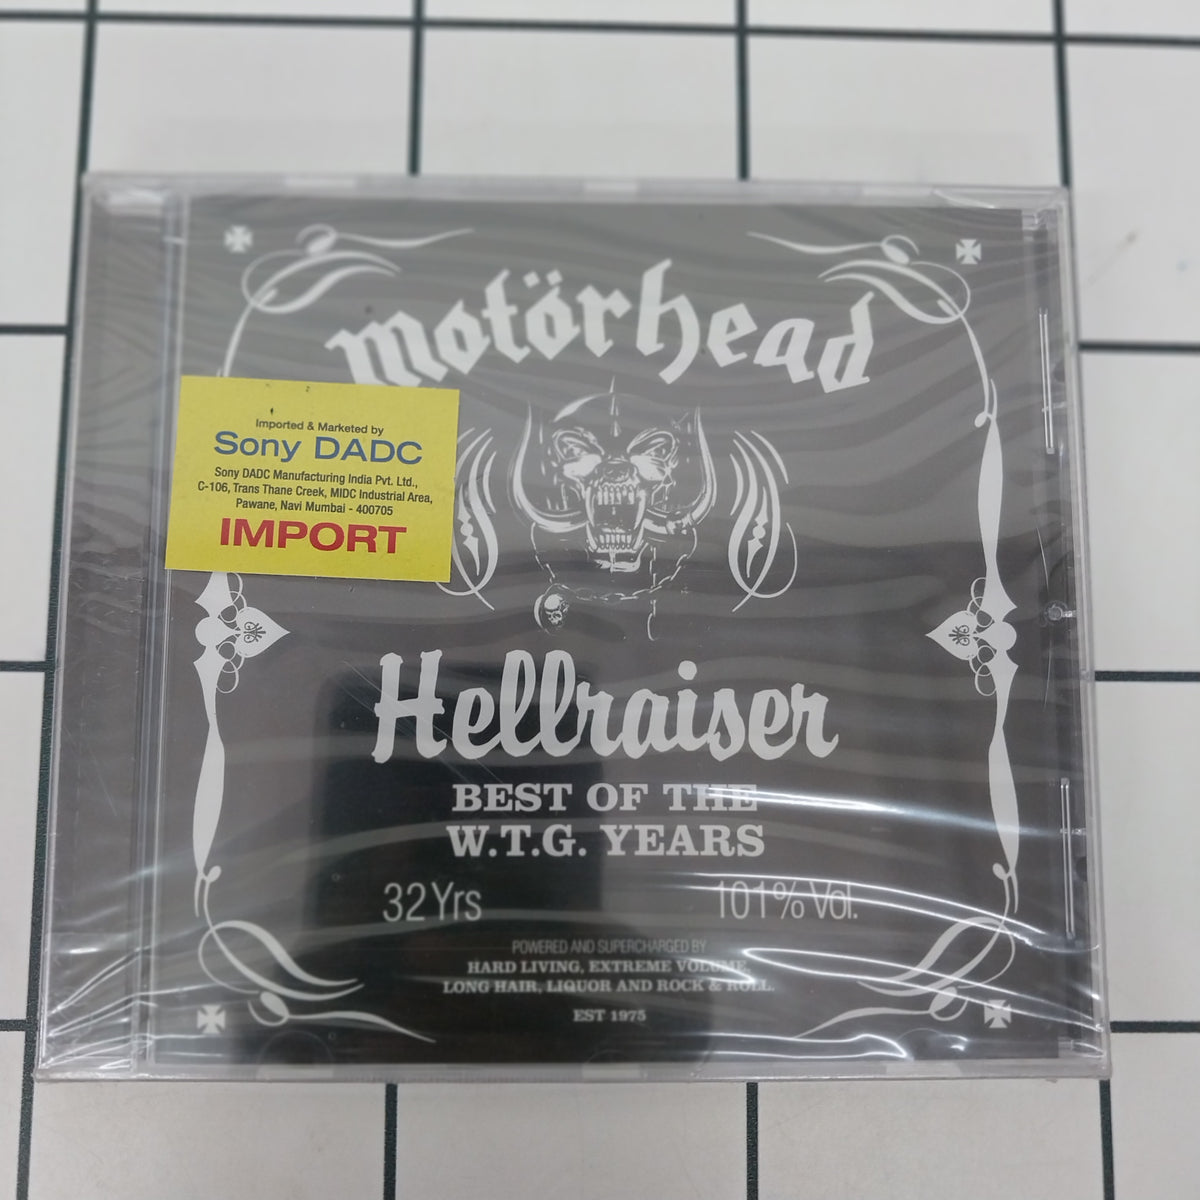 motörhead
Imported & Marketed by
Sony DADC
Sony DADC Manufacturing India Pvt. Ltd.,
C-106, Trans Thane Creek, MIDC Industrial Area,
Pawane, Navi Mumbai - 400705
IMPORT
Hellraiser
BEST OF THE
W.T.G. YEARS
32Yrs 101% Vol.
POWERED AND SUPERCHARGED BY
HARD LIVING, EXTREME VOLUME,
LONG HAIR, LIQUOR AND ROCK & ROLL.
EST 1975